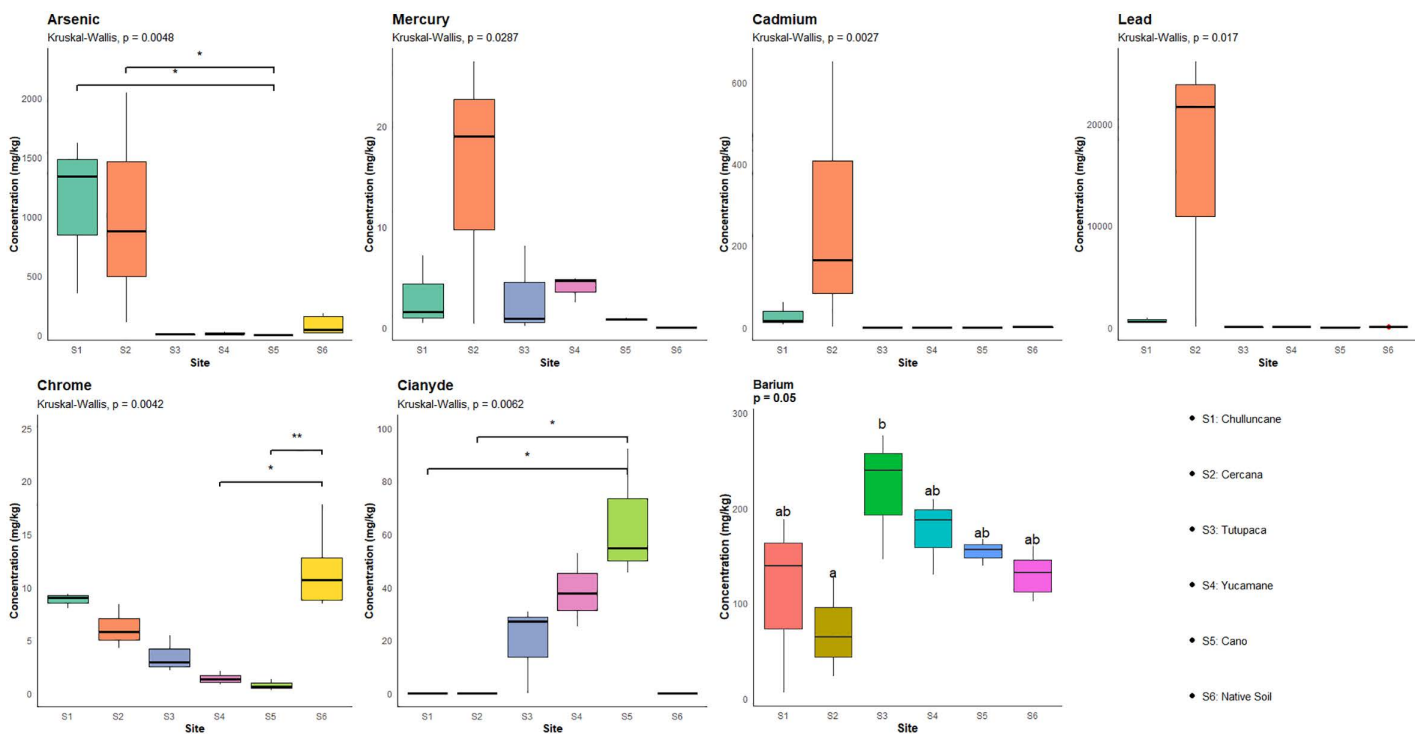 Arsenic
Kruskal-Wallis, p = 0.0048
Concentration (mg/kg)
2000
1500
1000
500
0
*
*
S1 S2 S3 S4 S5 S6
Site
Mercury
Kruskal-Wallis, p = 0.0287
Concentration (mg/kg)
20
10
0
S1 S2 S3 S4 S5 S6
Site
Cadmium
Kruskal-Wallis, p = 0.0027
Concentration (mg/kg)
600
400
200
0
S1 S2 S3 S4 S5 S6
Site
Lead
Kruskal-Wallis, p = 0.017
Concentration (mg/kg)
20000
10000
0
S1 S2 S3 S4 S5 S6
Site
Chrome
Kruskal-Wallis, p = 0.0042
Concentration (mg/kg)
25
20
15
10
5
0
**
*
S1 S2 S3 S4 S5 S6
Site
Cianyde
Kruskal-Wallis, p = 0.0062
Concentration (mg/kg)
100
80
60
40
20
0
*
*
S1 S2 S3 S4 S5 S6
Site
Barium
p = 0.05
Concentration (mg/kg)
300
200
100
0
ab a b ab ab ab
S1 S2 S3 S4 S5 S6
Site
S1: Chulluncane
S2: Cercana
S3: Tutupaca
S4: Yucamane
S5: Cano
S6: Native Soil